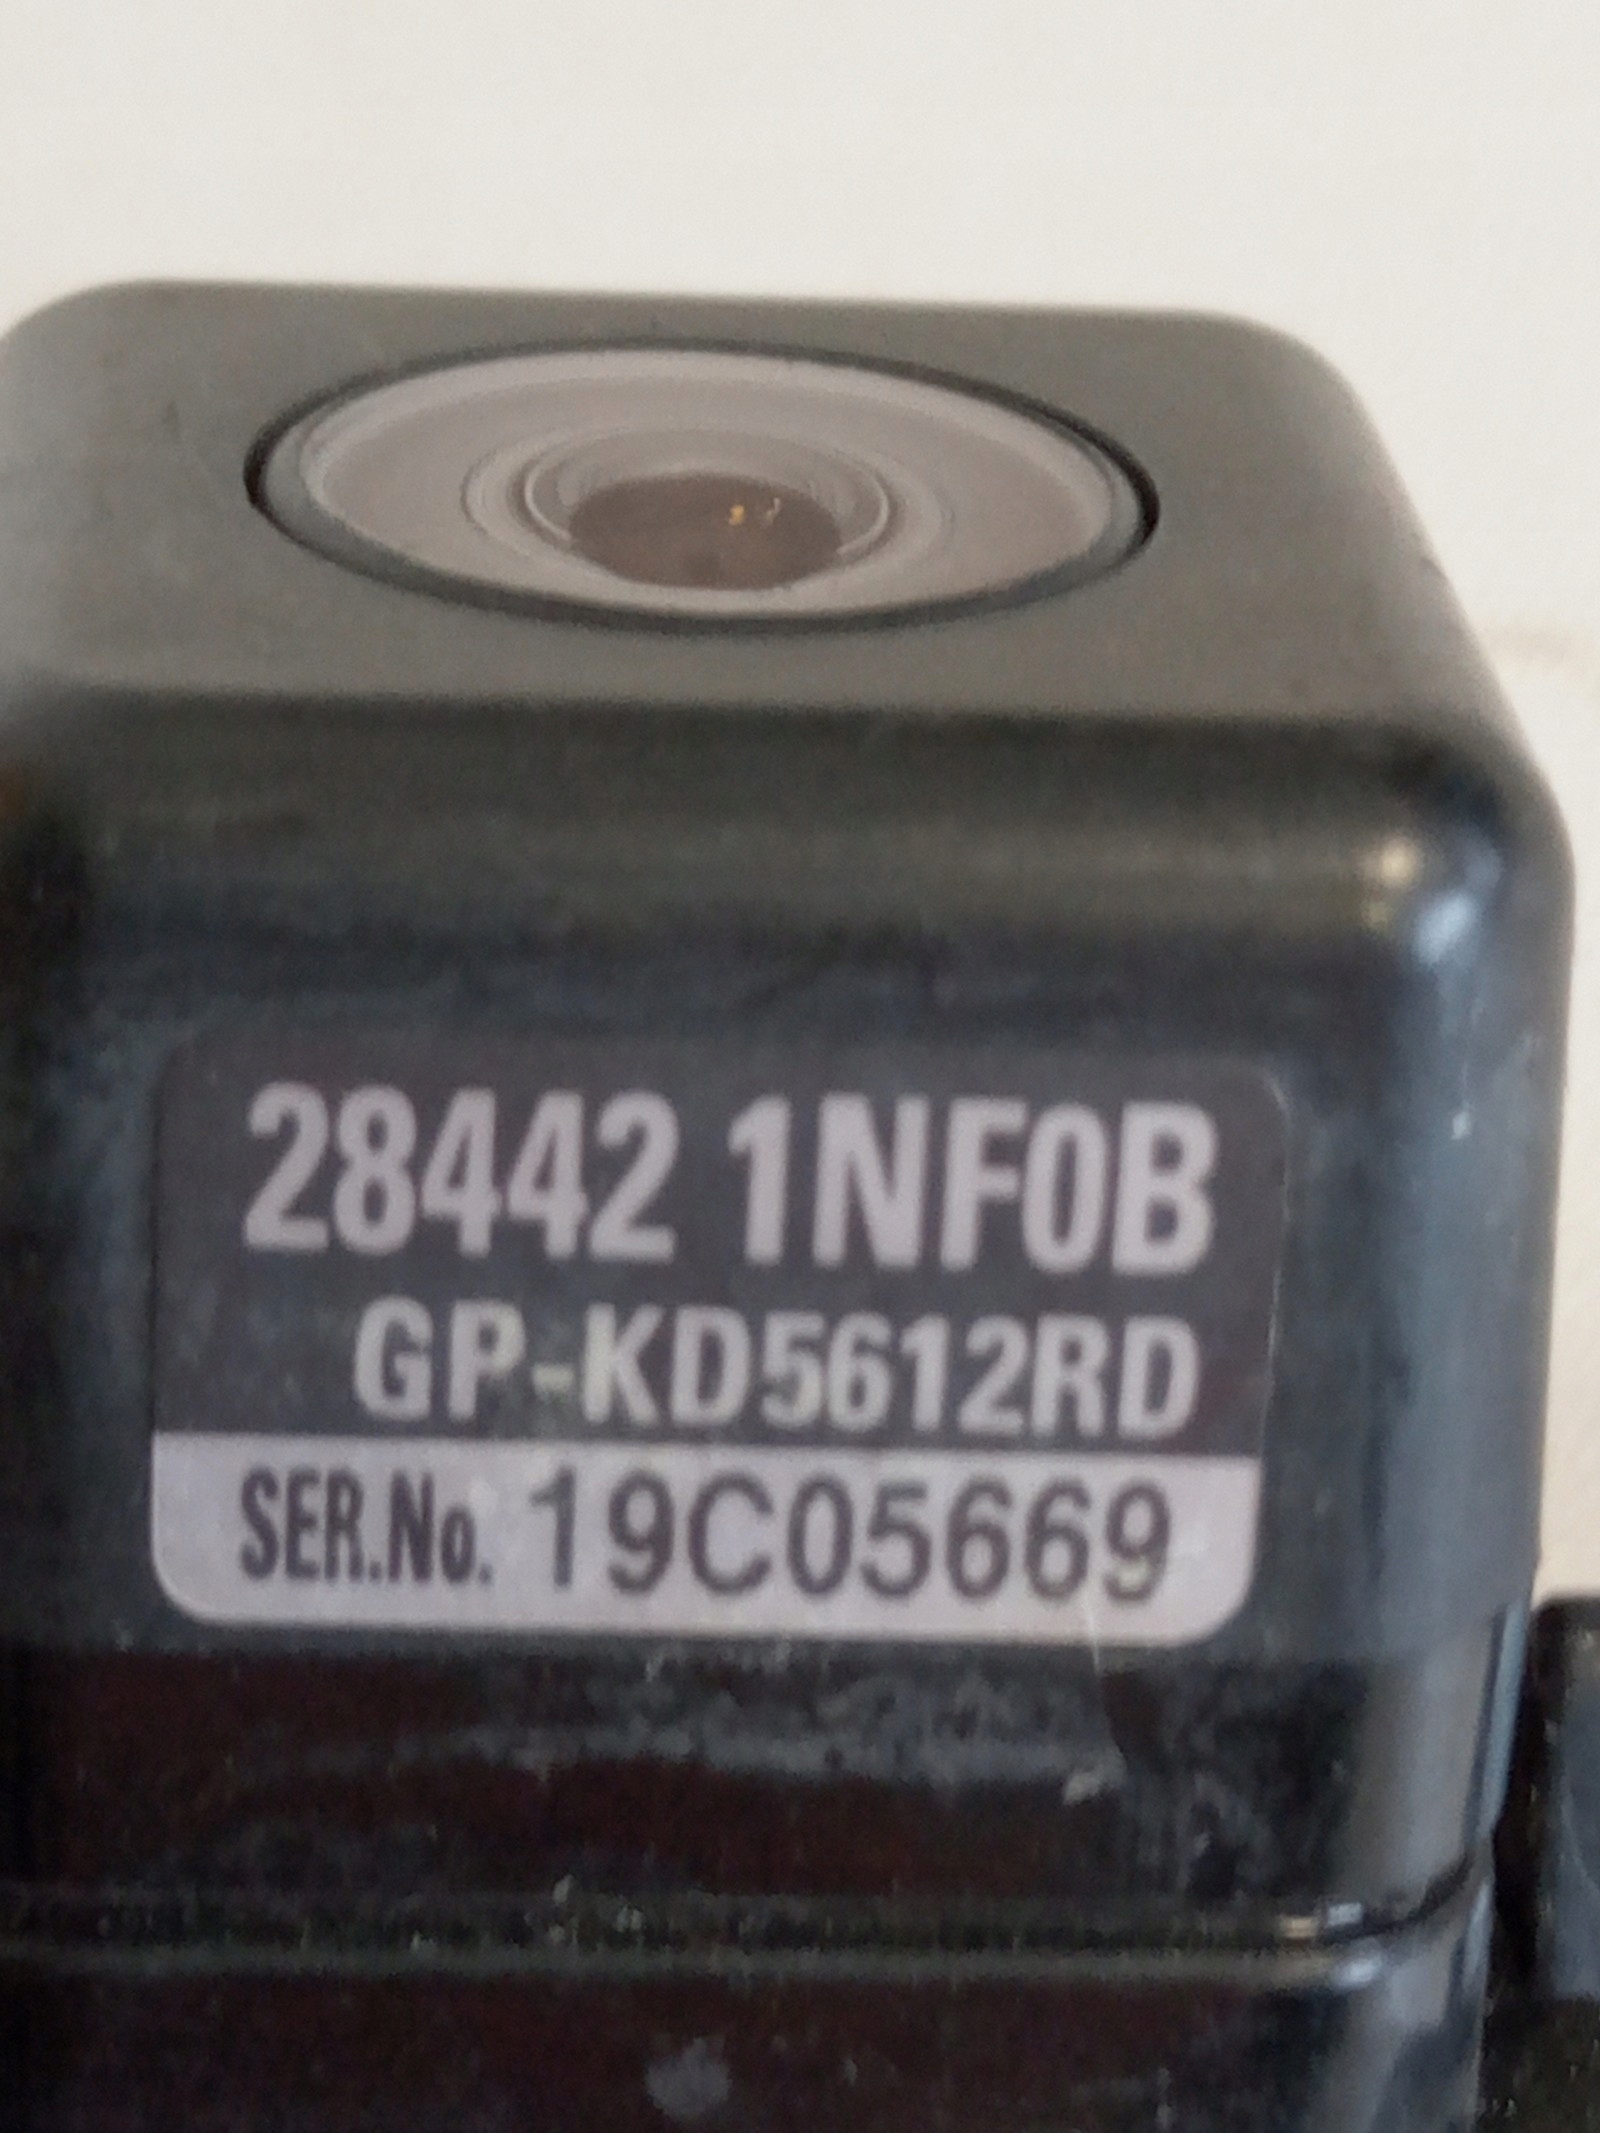 28442 1NF0B
GP-KD5612RD
SER.No. 19C05669